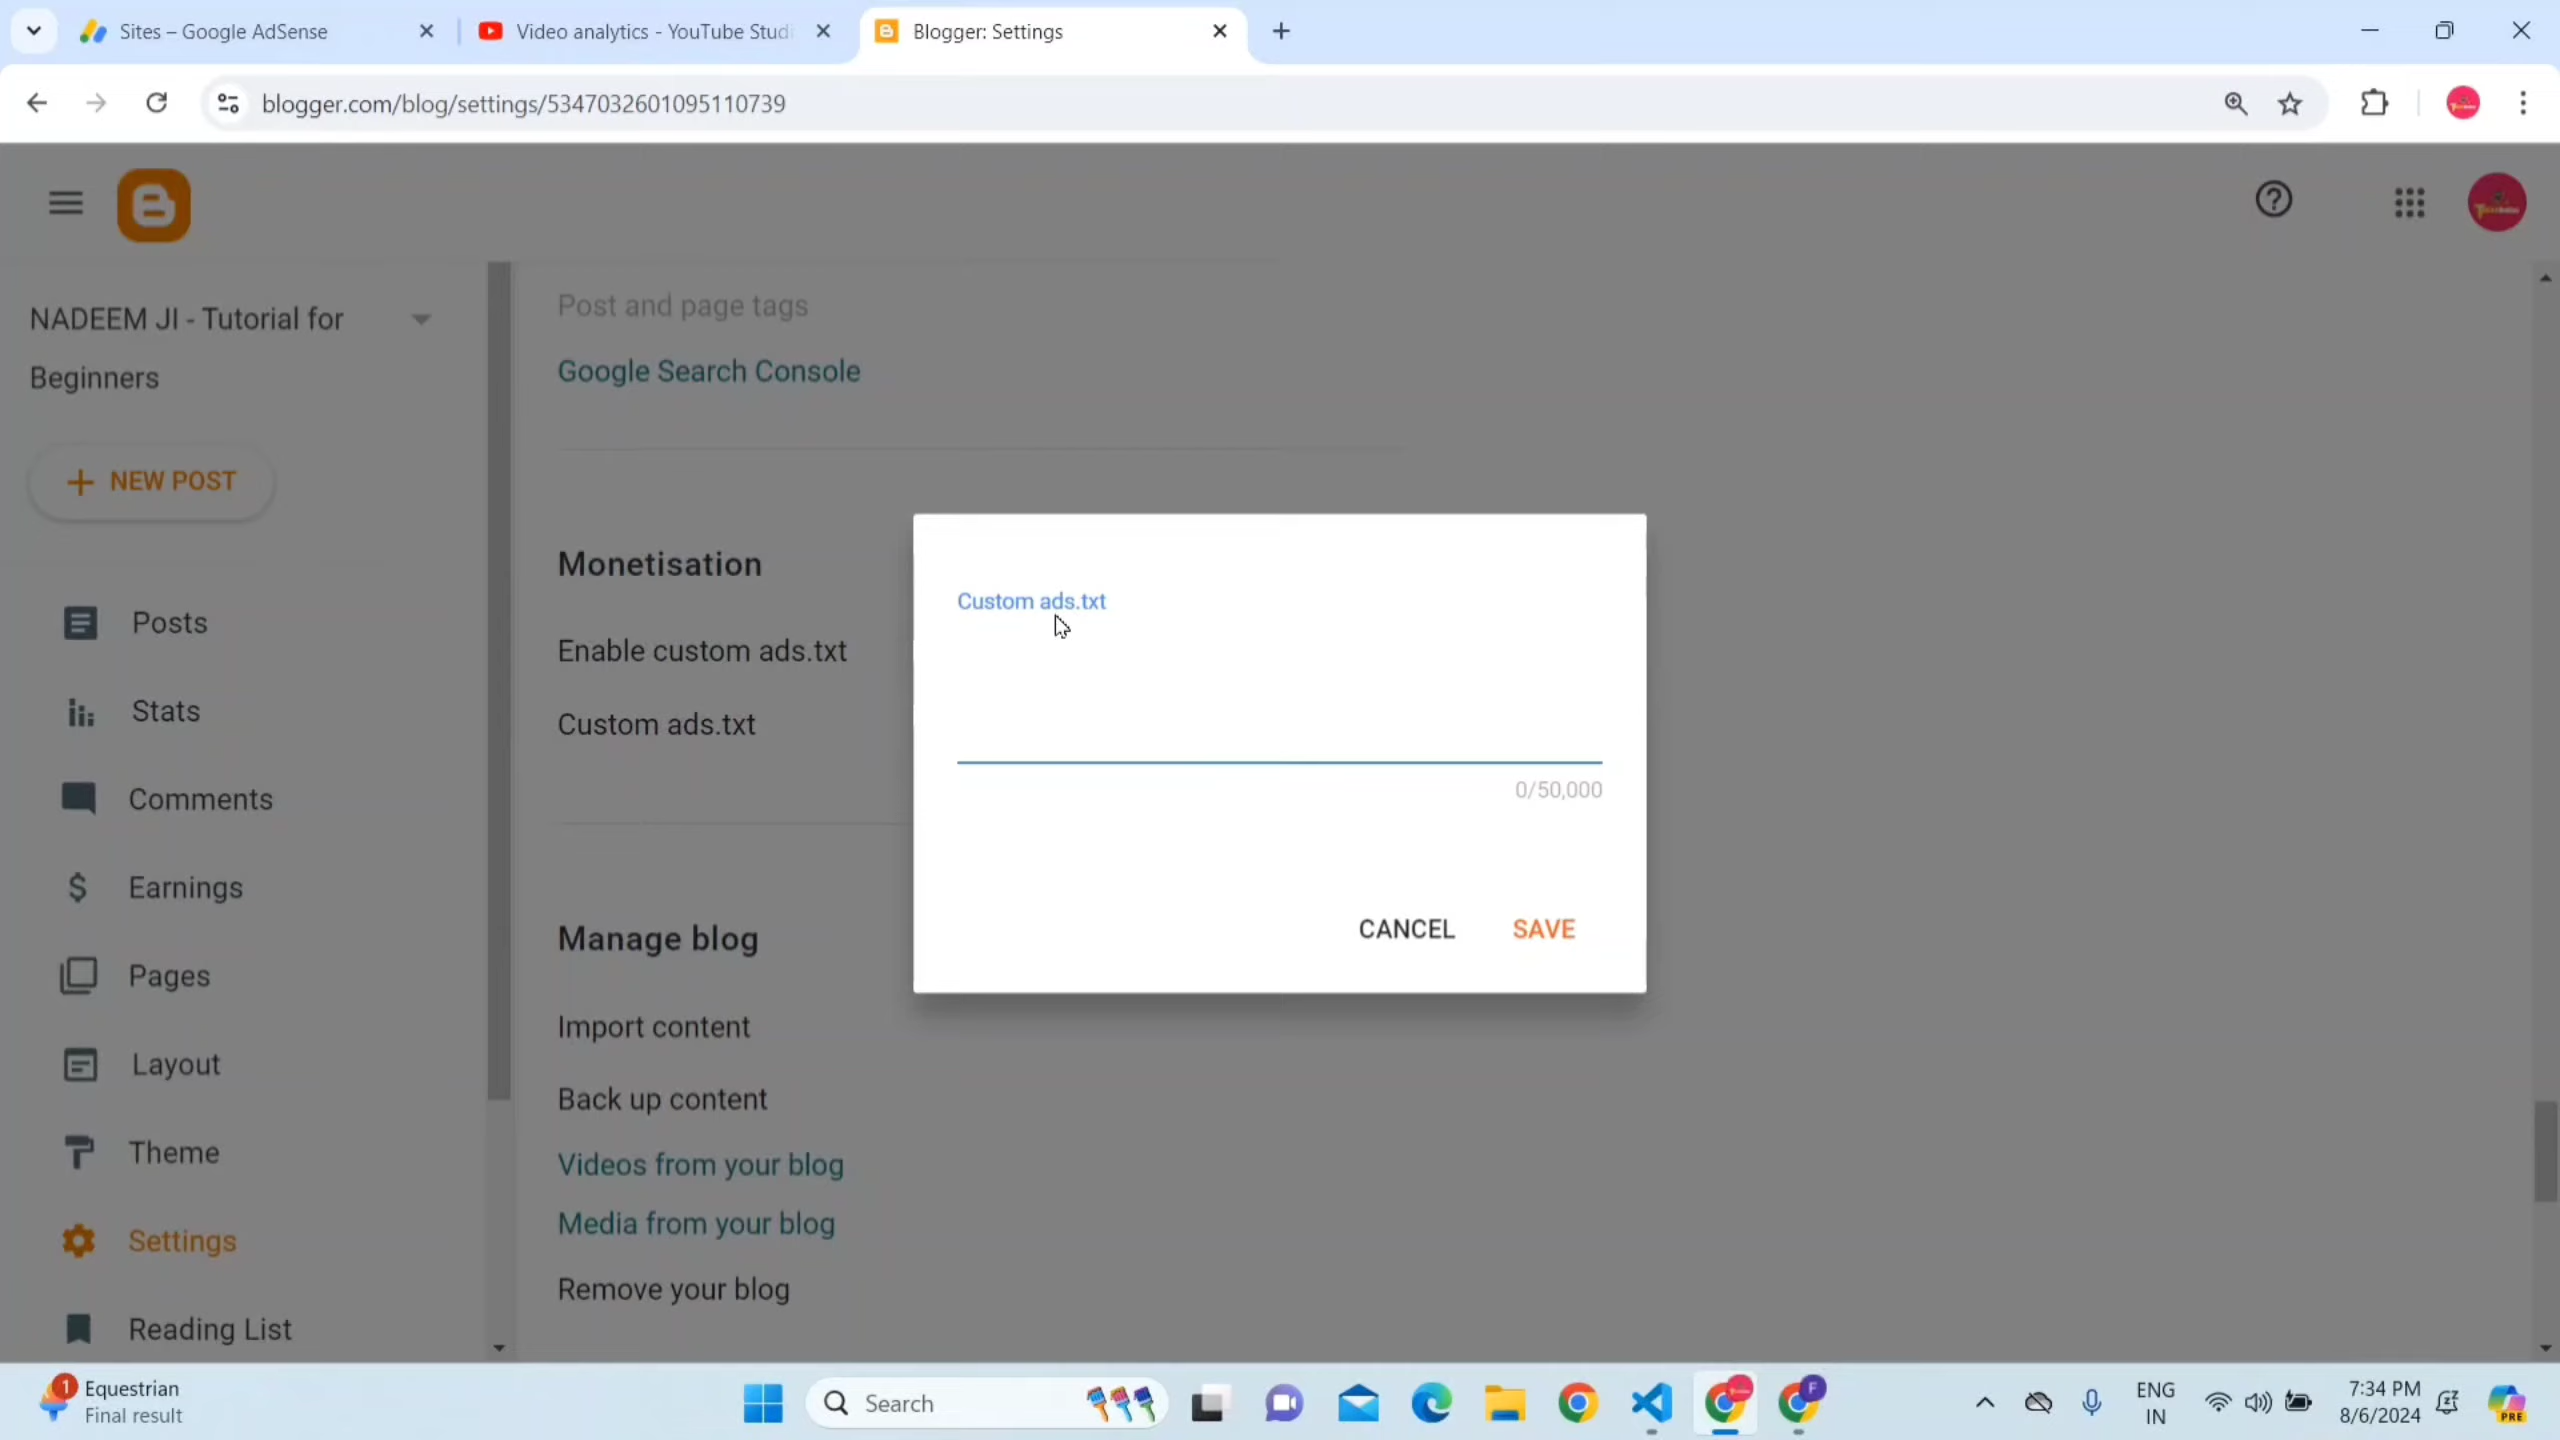 Sites – Google AdSense
Video analytics - YouTube Studi
Blogger: Settings
blogger.com/blog/settings/5347032601095110739
NADEEM JI - Tutorial for
Beginners
NEW POST
Posts
Stats
Comments
Earnings
Pages
Layout
Theme
Settings
Reading List
Post and page tags
Google Search Console
Monetisation
Enable custom ads.txt
Custom ads.txt
Manage blog
Import content
Back up content
Videos from your blog
Media from your blog
Remove your blog
Custom ads.txt
0/50,000
CANCEL
SAVE
1
Equestrian
Final result
Search
F
ENG
IN
7:34 PM
8/6/2024
PRE